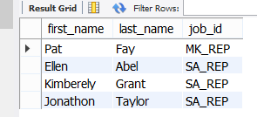 Result Grid Filter Rows:
first_name last_name job_id
Pat Fay MK_REP
Ellen Abel SA_REP
Kimberely Grant SA_REP
Jonathon Taylor SA_REP